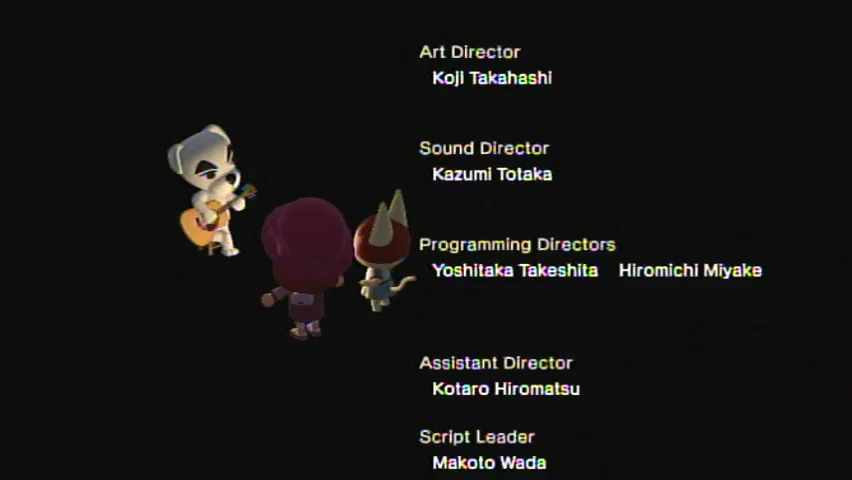 Art Director
Koji Takahashi
Sound Director
Kazumi Totaka
Programming Directors
Yoshitaka Takeshita Hiromichi Miyake
Assistant Director
Kotaro Hiromatsu
Script Leader
Makoto Wada